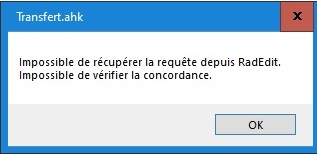 Transfert.ahk
Impossible de récupérer la requête depuis RadEdit.
Impossible de vérifier la concordance.
OK